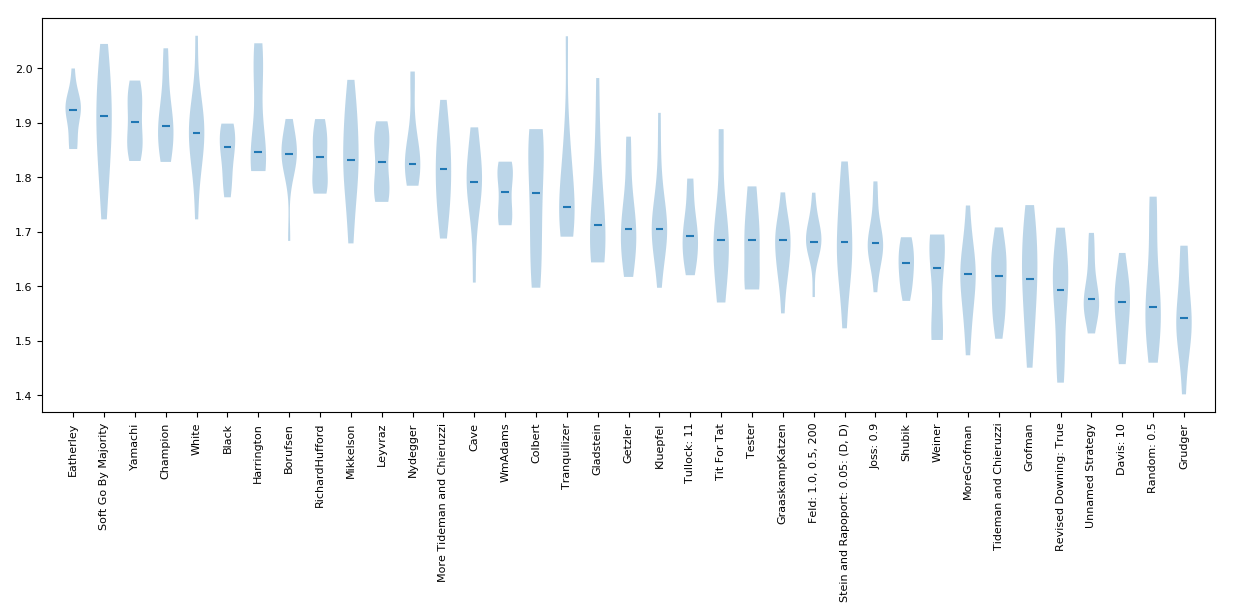 2.0
1.9
1.8
1.7
1.6
1.5
1.4
Eatherley
Soft Go By Majority
Yamachi
Champion
White
Black
Harrington
Borufsen
RichardHufford
Mikkelson
Leyvraz
Nydegger
More Tideman and Chieruzzi
Cave
WmAdams
Colbert
Tranquilizer
Gladstein
Getzler
Kluepfel
Tullock: 11
Tit For Tat
Tester
GraaskampKatzen
Feld: 1.0, 0.5, 200
Stein and Rapoport: 0.05: (D, D)
Joss: 0.9
Shubik
Weiner
MoreGrofman
Tideman and Chieruzzi
Grofman
Revised Downing: True
Unnamed Strategy
Davis: 10
Random: 0.5
Grudger